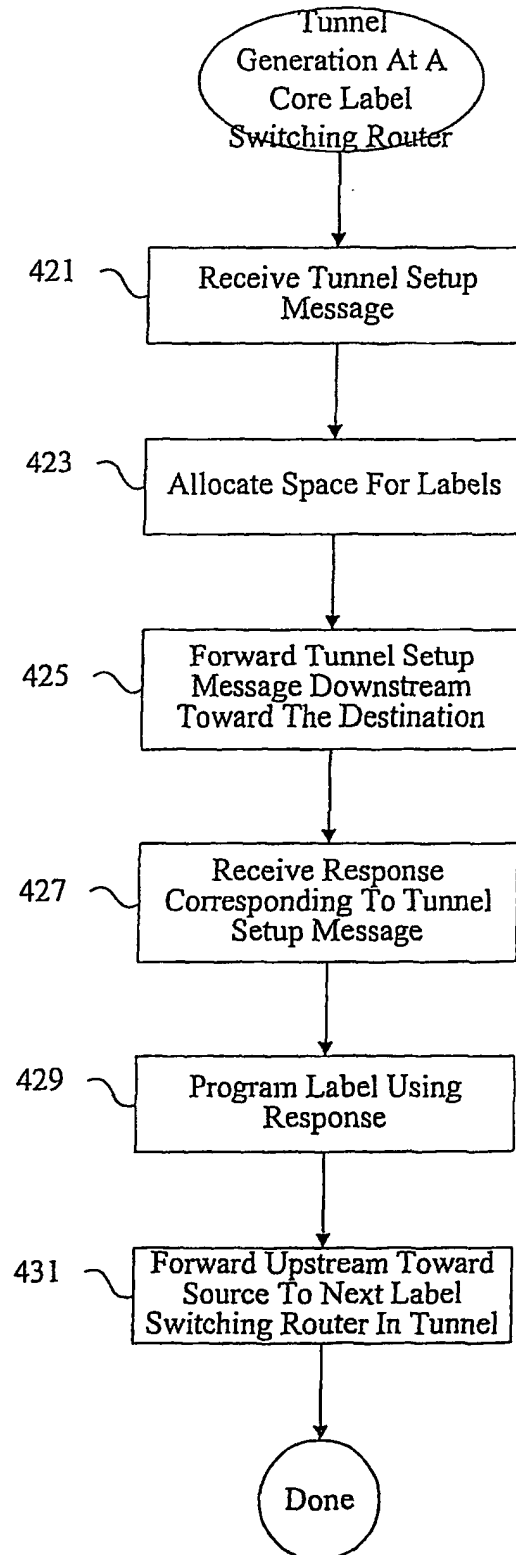 Tunnel
Generation At A
Core Label
Switching Router
421
Receive Tunnel Setup
Message
423
Allocate Space For Labels
425
Forward Tunnel Setup
Message Downstream
Toward The Destination
427
Receive Response
Corresponding To Tunnel
Setup Message
429
Program Label Using
Response
431
Forward Upstream Toward
Source To Next Label
Switching Router In Tunnel
Done